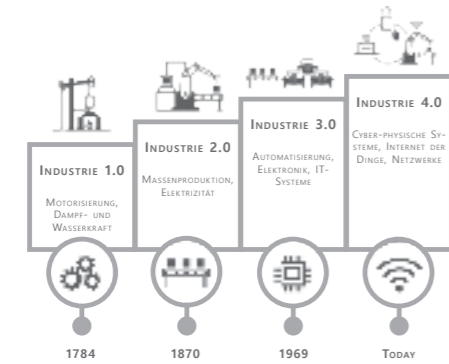 INDUSTRIE 1.0
MOTORISIERUNG,
DAMPF- UND
WASSERKRAFT
INDUSTRIE 2.0
MASSENPRODUKTION,
ELEKTRIZITÄT
INDUSTRIE 3.0
AUTOMATISIERUNG,
ELEKTRONIK, IT-
SYSTEME
INDUSTRIE 4.0
CYBER-PHYSISCHE SY-
STEME, INTERNET DER
DINGE, NETZWERKE
1784
1870
1969
TODAY